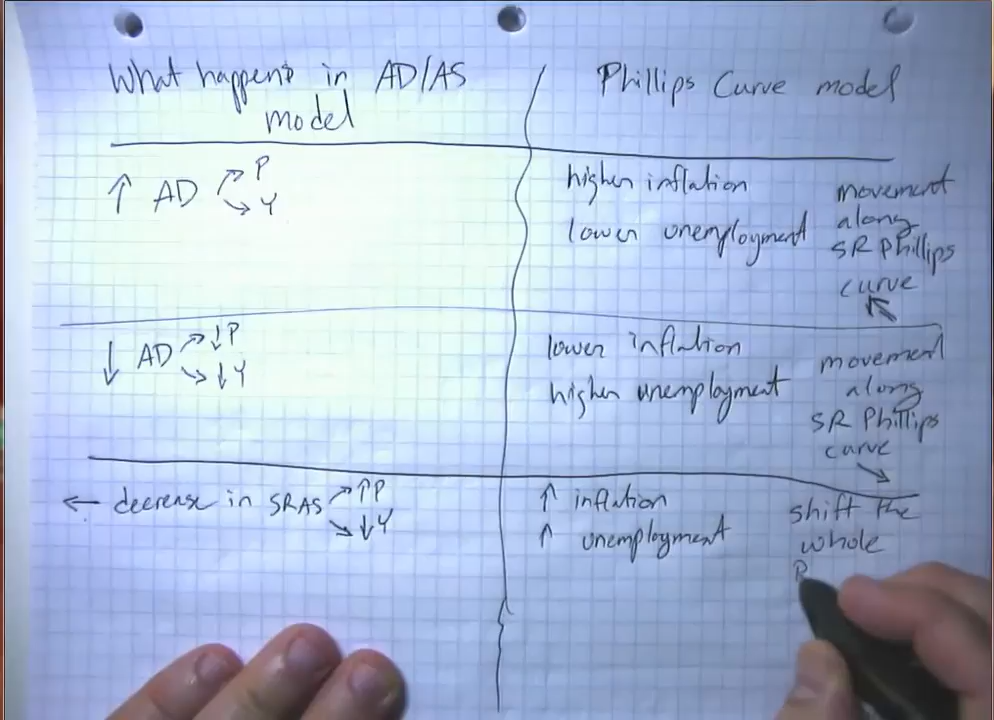 What happens in AD/AS
model
Phillips Curve model
↑ AD ↗ P
↘ Y
higher inflation
lower unemployment
movement
along
SR Phillips
curve
↖
↓ AD ↗ ↓P
↘ ↓Y
lower inflation
higher unemployment
movement
along
SR Phillips
curve
↘
← decrease in SRAS ↗ ↑P
↘ ↓Y
↑ inflation
↑ unemployment
shift the
whole
P